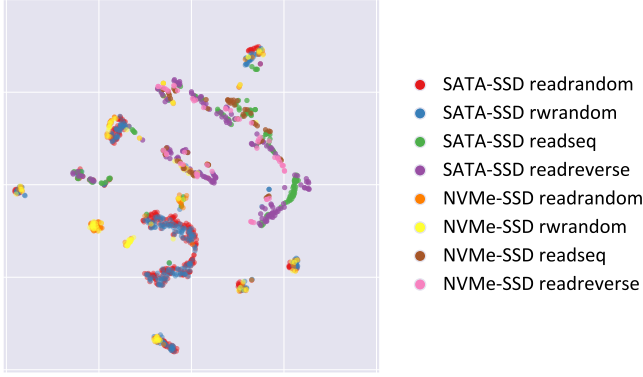 SATA-SSD readrandom
SATA-SSD rwrandom
SATA-SSD readseq
SATA-SSD readreverse
NVMe-SSD readrandom
NVMe-SSD rwrandom
NVMe-SSD readseq
NVMe-SSD readreverse